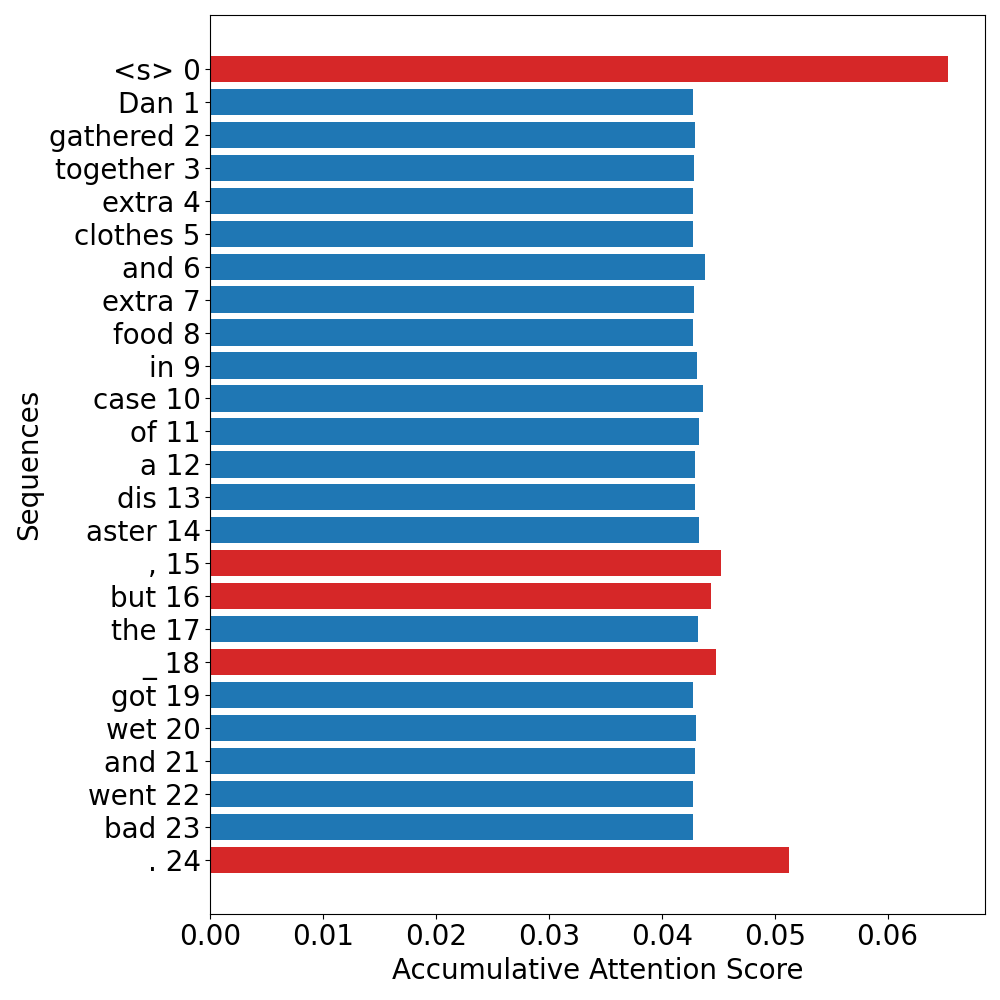 <s> 0
Dan 1
gathered 2
together 3
extra 4
clothes 5
and 6
extra 7
food 8
in 9
case 10
of 11
a 12
dis 13
aster 14
, 15
but 16
the 17
_ 18
got 19
wet 20
and 21
went 22
bad 23
. 24
Sequences
0.00 0.01 0.02 0.03 0.04 0.05 0.06
Accumulative Attention Score